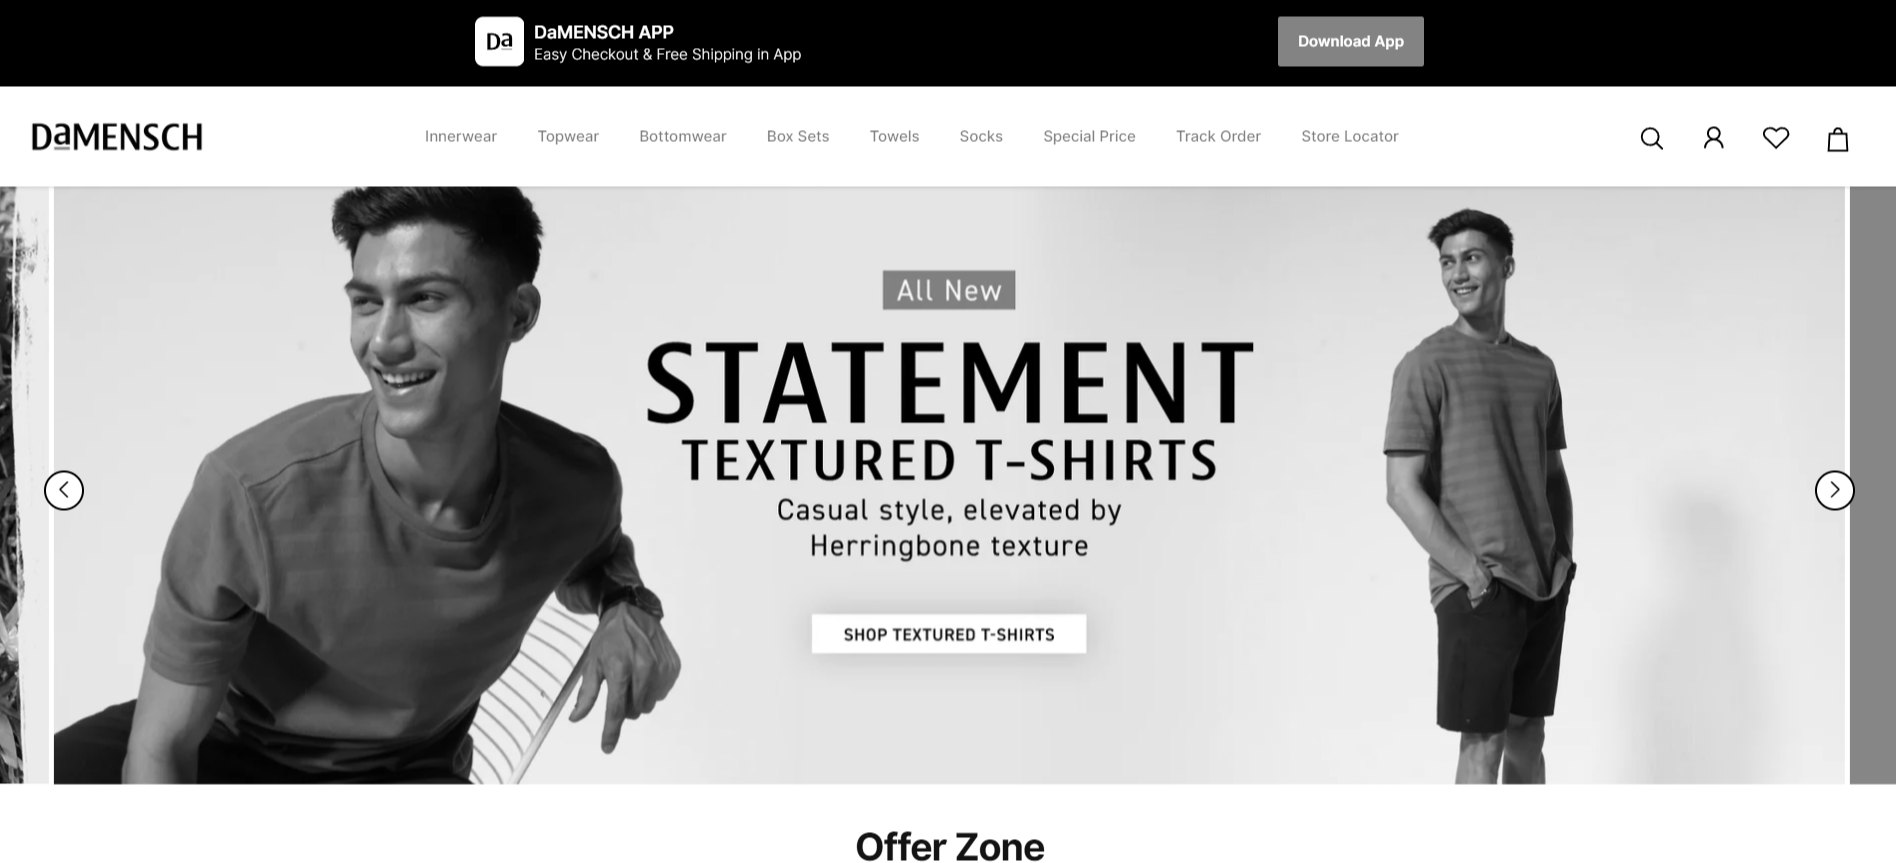 Da
DaMENSCH APP
Easy Checkout & Free Shipping in App
Download App
DaMENSCH
Innerwear
Topwear
Bottomwear
Box Sets
Towels
Socks
Special Price
Track Order
Store Locator
All New
STATEMENT
TEXTURED T-SHIRTS
Casual style, elevated by
Herringbone texture
SHOP TEXTURED T-SHIRTS
Offer Zone